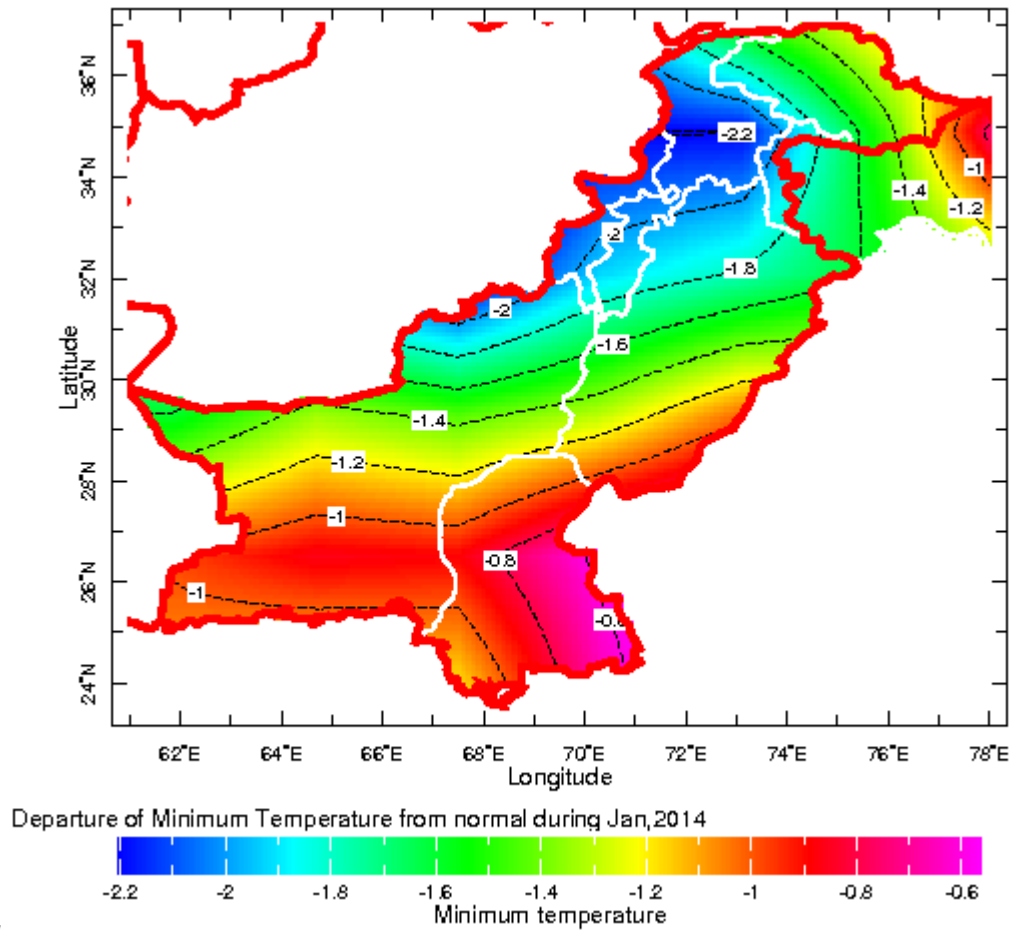 36°N
34°N
32°N
30°N
28°N
26°N
24°N
Latitude
-2.2
-1
-1.4
-1.2
-2
-1.8
-2
-1.6
-1.4
-1.2
-1
-0.8
-1
62°E 64°E 66°E 68°E 70°E 72°E 74°E 76°E 78°E
Longitude
Departure of Minimum Temperature from normal during Jan,2014
-2.2 -2 -1.8 -1.6 -1.4 -1.2 -1 -0.8 -0.6
Minimum temperature